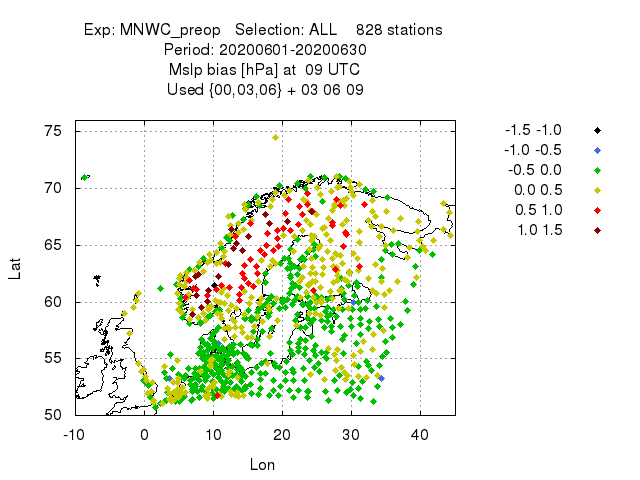 Exp: MNWC_preop   Selection: ALL    828 stations
Period: 20200601-20200630
Mslp bias [hPa] at  09 UTC
Used {00,03,06} + 03 06 09
75
70
65
60
55
50
Lat
-10 0 10 20 30 40
Lon
-1.5 -1.0
-1.0 -0.5
-0.5 0.0
0.0 0.5
0.5 1.0
1.0 1.5